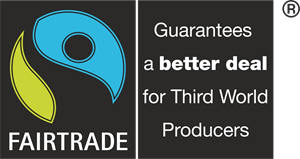 ®
Guarantees
a better deal
for Third World
Producers
FAIRTRADE